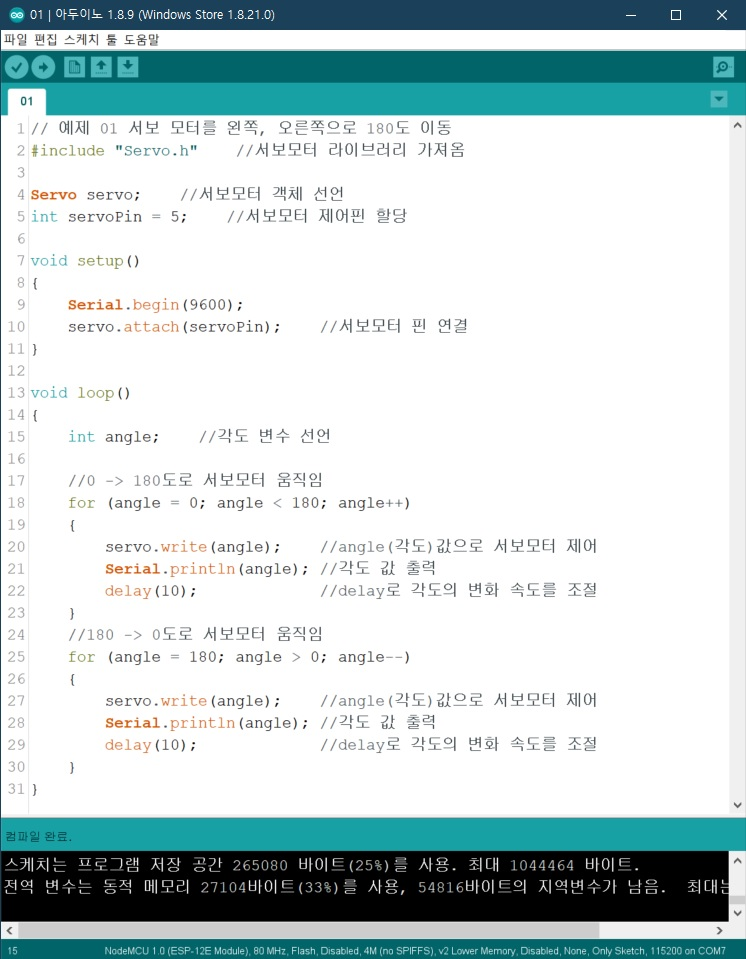 01 | 아두이노 1.8.9 (Windows Store 1.8.21.0)
파일 편집 스케치 툴 도움말
01
1 // 예제 01 서보 모터를 왼쪽, 오른쪽으로 180도 이동
2 #include "Servo.h" //서보모터 라이브러리 가져옴
3
4 Servo servo; //서보모터 객체 선언
5 int servoPin = 5; //서보모터 제어핀 할당
6
7 void setup()
8 {
9 Serial.begin(9600);
10 servo.attach(servoPin); //서보모터 핀 연결
11 }
12
13 void loop()
14 {
15 int angle; //각도 변수 선언
16
17 //0 -> 180도로 서보모터 움직임
18 for (angle = 0; angle < 180; angle++)
19 {
20 servo.write(angle); //angle(각도)값으로 서보모터 제어
21 Serial.println(angle); //각도 값 출력
22 delay(10); //delay로 각도의 변화 속도를 조절
23 }
24 //180 -> 0도로 서보모터 움직임
25 for (angle = 180; angle > 0; angle--)
26 {
27 servo.write(angle); //angle(각도)값으로 서보모터 제어
28 Serial.println(angle); //각도 값 출력
29 delay(10); //delay로 각도의 변화 속도를 조절
30 }
31 }
컴파일 완료.
스케치는 프로그램 저장 공간 265080 바이트(25%)를 사용. 최대 1044464 바이트.
전역 변수는 동적 메모리 27104바이트(33%)를 사용, 54816바이트의 지역변수가 남음. 최대는
15 NodeMCU 1.0 (ESP-12E Module), 80 MHz, Flash, Disabled, 4M (no SPIFFS), v2 Lower Memory, Disabled, None, Only Sketch, 115200 on COM7